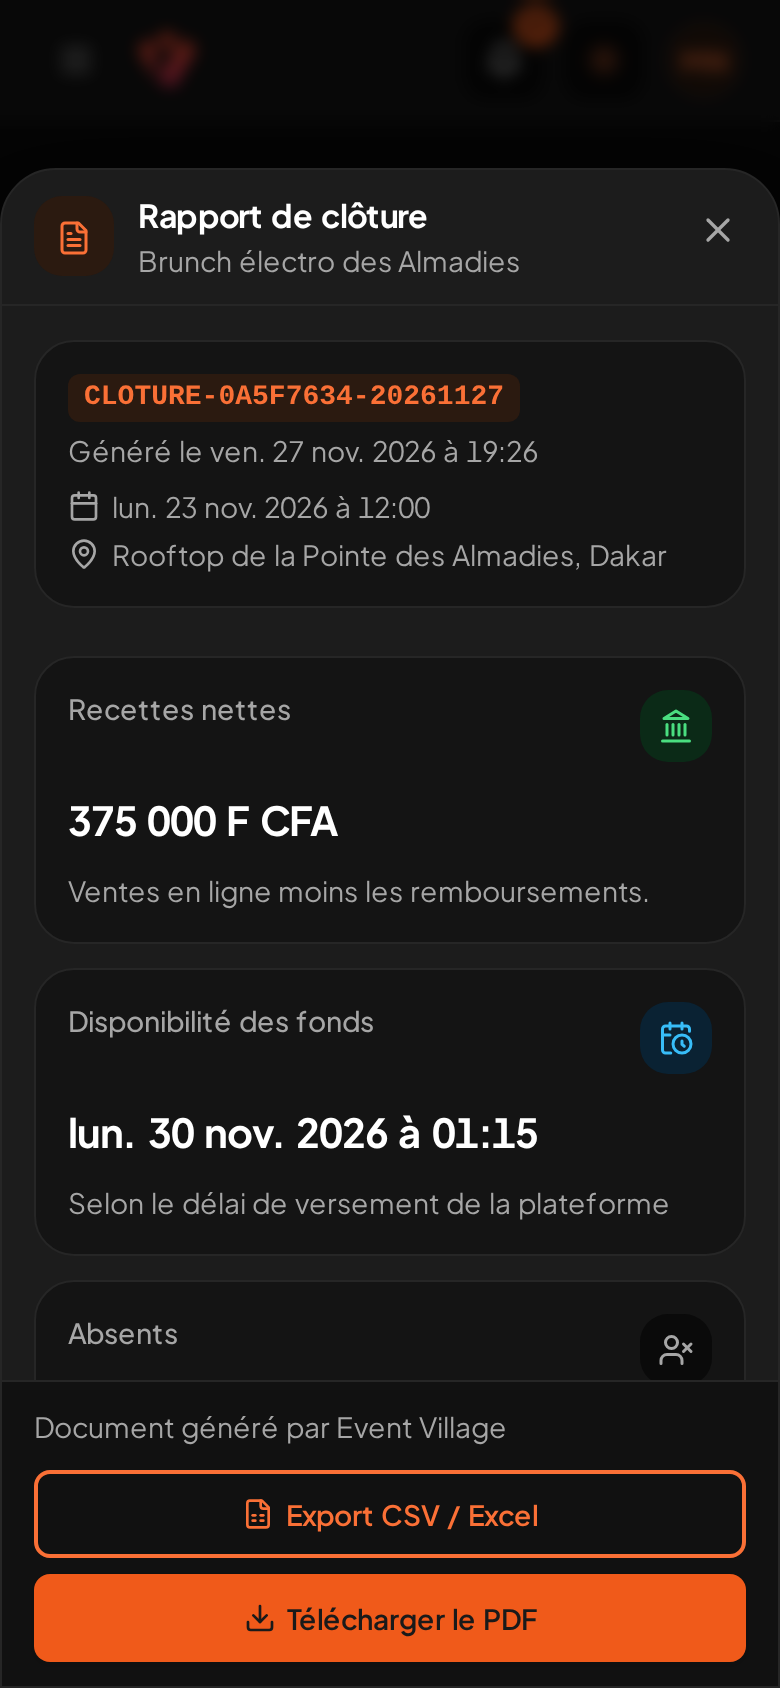 Rapport de clôture
Brunch électro des Almadies
CLOTURE-0A5F7634-20261127
Généré le ven. 27 nov. 2026 à 19:26
lun. 23 nov. 2026 à 12:00
Rooftop de la Pointe des Almadies, Dakar
Recettes nettes
375 000 F CFA
Ventes en ligne moins les remboursements.
Disponibilité des fonds
lun. 30 nov. 2026 à 01:15
Selon le délai de versement de la plateforme
Absents
Document généré par Event Village
Export CSV / Excel
Télécharger le PDF